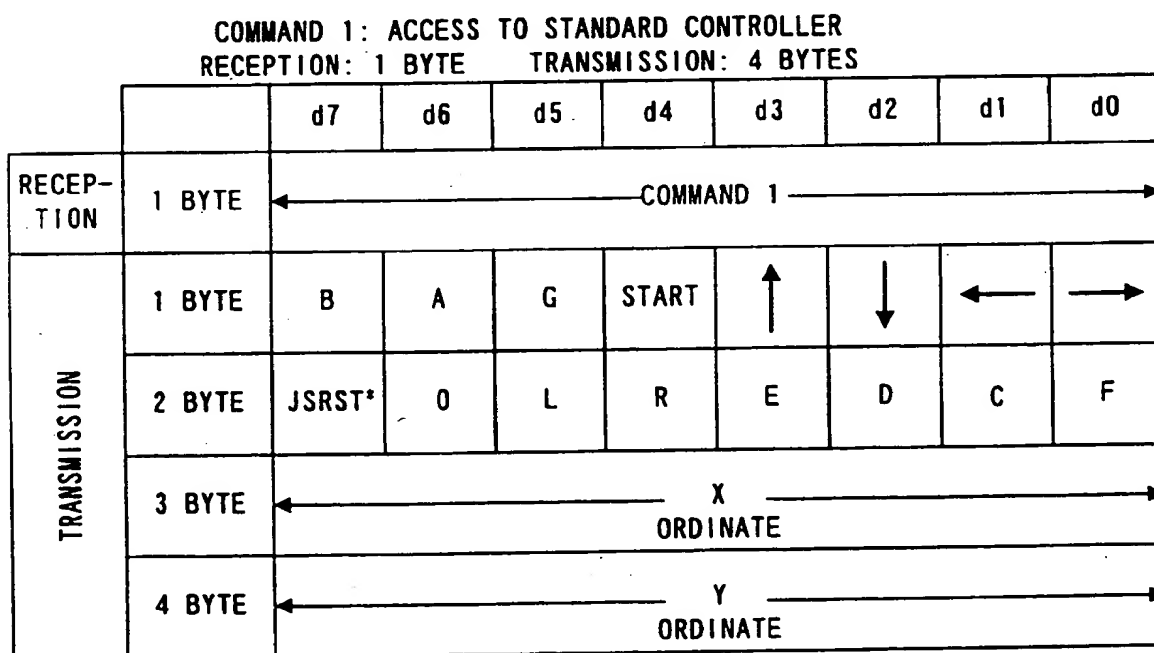 COMMAND 1: ACCESS TO STANDARD CONTROLLER
RECEPTION: 1 BYTE TRANSMISSION: 4 BYTES
d7 d6 d5 d4 d3 d2 d1 d0
RECEP-
TION
1 BYTE
COMMAND 1
TRANSMISSION
1 BYTE B A G START ↑ ↓ ← →
2 BYTE JSRST* 0 L R E D C F
3 BYTE X
ORDINATE
4 BYTE Y
ORDINATE